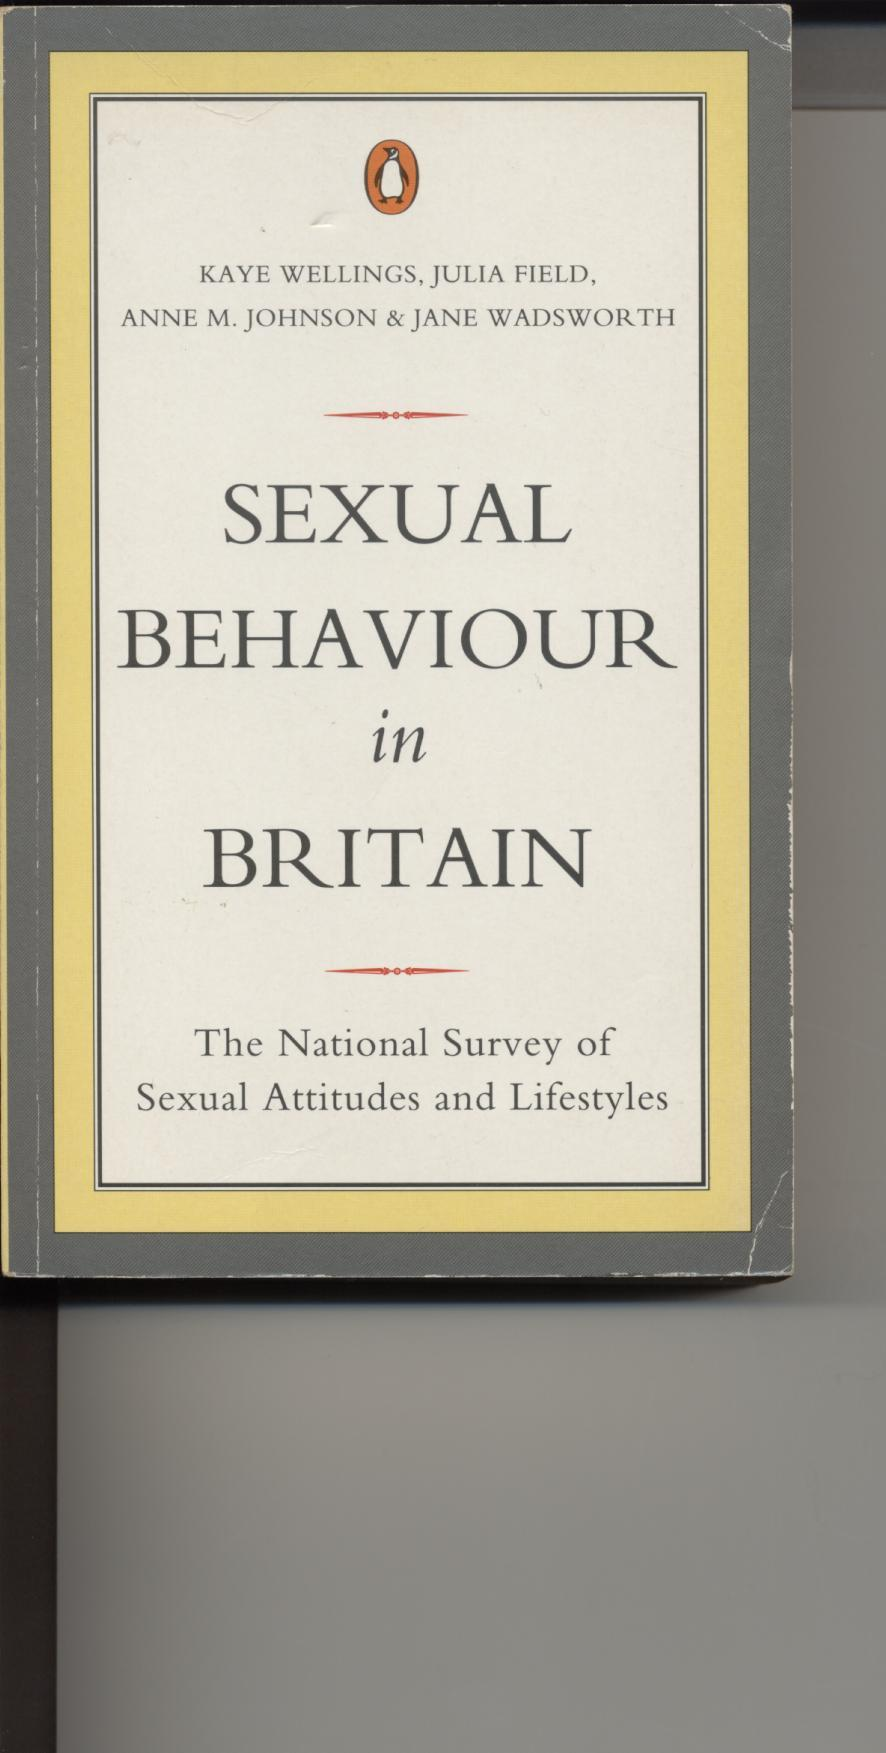 KAYE WELLINGS, JULIA FIELD,
ANNE M. JOHNSON & JANE WADSWORTH
SEXUAL
BEHAVIOUR
in
BRITAIN
The National Survey of
Sexual Attitudes and Lifestyles